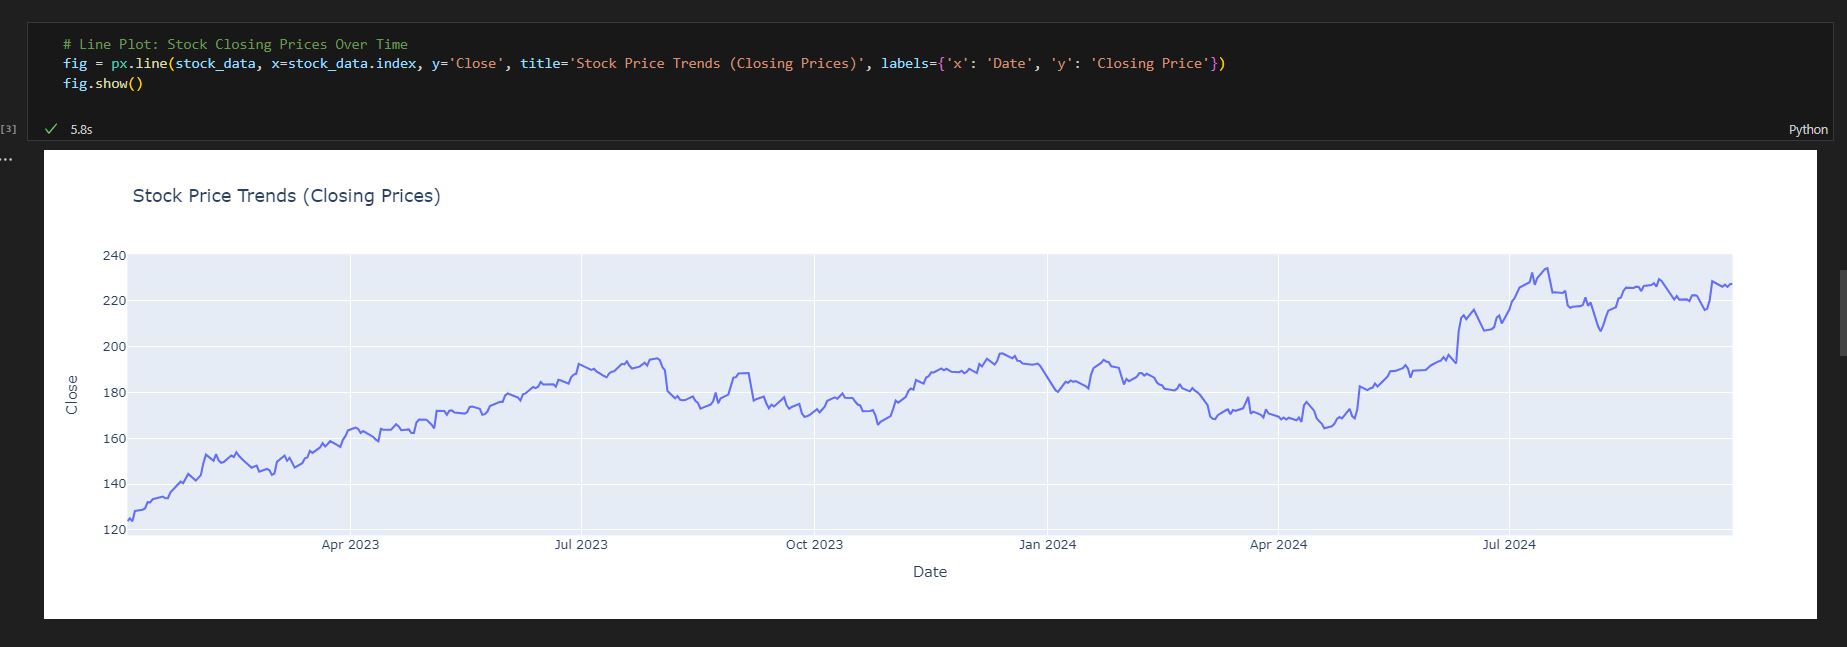 # Line Plot: Stock Closing Prices Over Time
fig = px.line(stock_data, x=stock_data.index, y='Close', title='Stock Price Trends (Closing Prices)', labels={'x': 'Date', 'y': 'Closing Price'})
fig.show()
[3]
5.8s
Python
...
Stock Price Trends (Closing Prices)
240
220
200
180
160
140
120
Close
Apr 2023
Jul 2023
Oct 2023
Jan 2024
Apr 2024
Jul 2024
Date